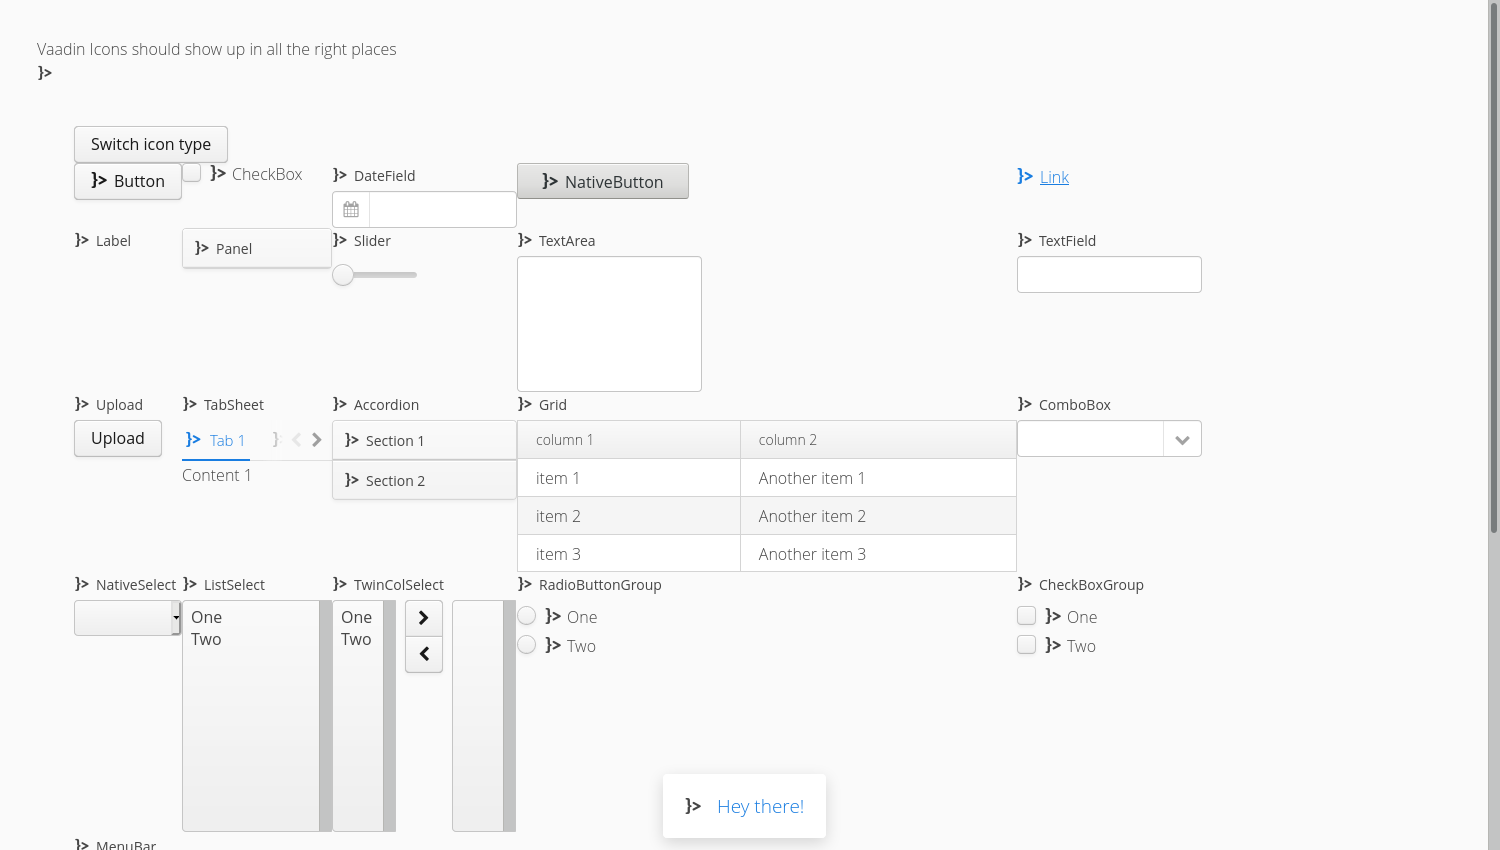 Vaadin Icons should show up in all the right places
Switch icon type
Button
CheckBox
DateField
NativeButton
Link
Label
Panel
Slider
TextArea
TextField
Upload
TabSheet
Accordion
Grid
ComboBox
Upload
Tab 1
Section 1
column 1
column 2
Content 1
Section 2
item 1
Another item 1
item 2
Another item 2
item 3
Another item 3
NativeSelect
ListSelect
TwinColSelect
RadioButtonGroup
CheckBoxGroup
One
Two
One
Two
One
Two
One
Two
Hey there!
MenuBar